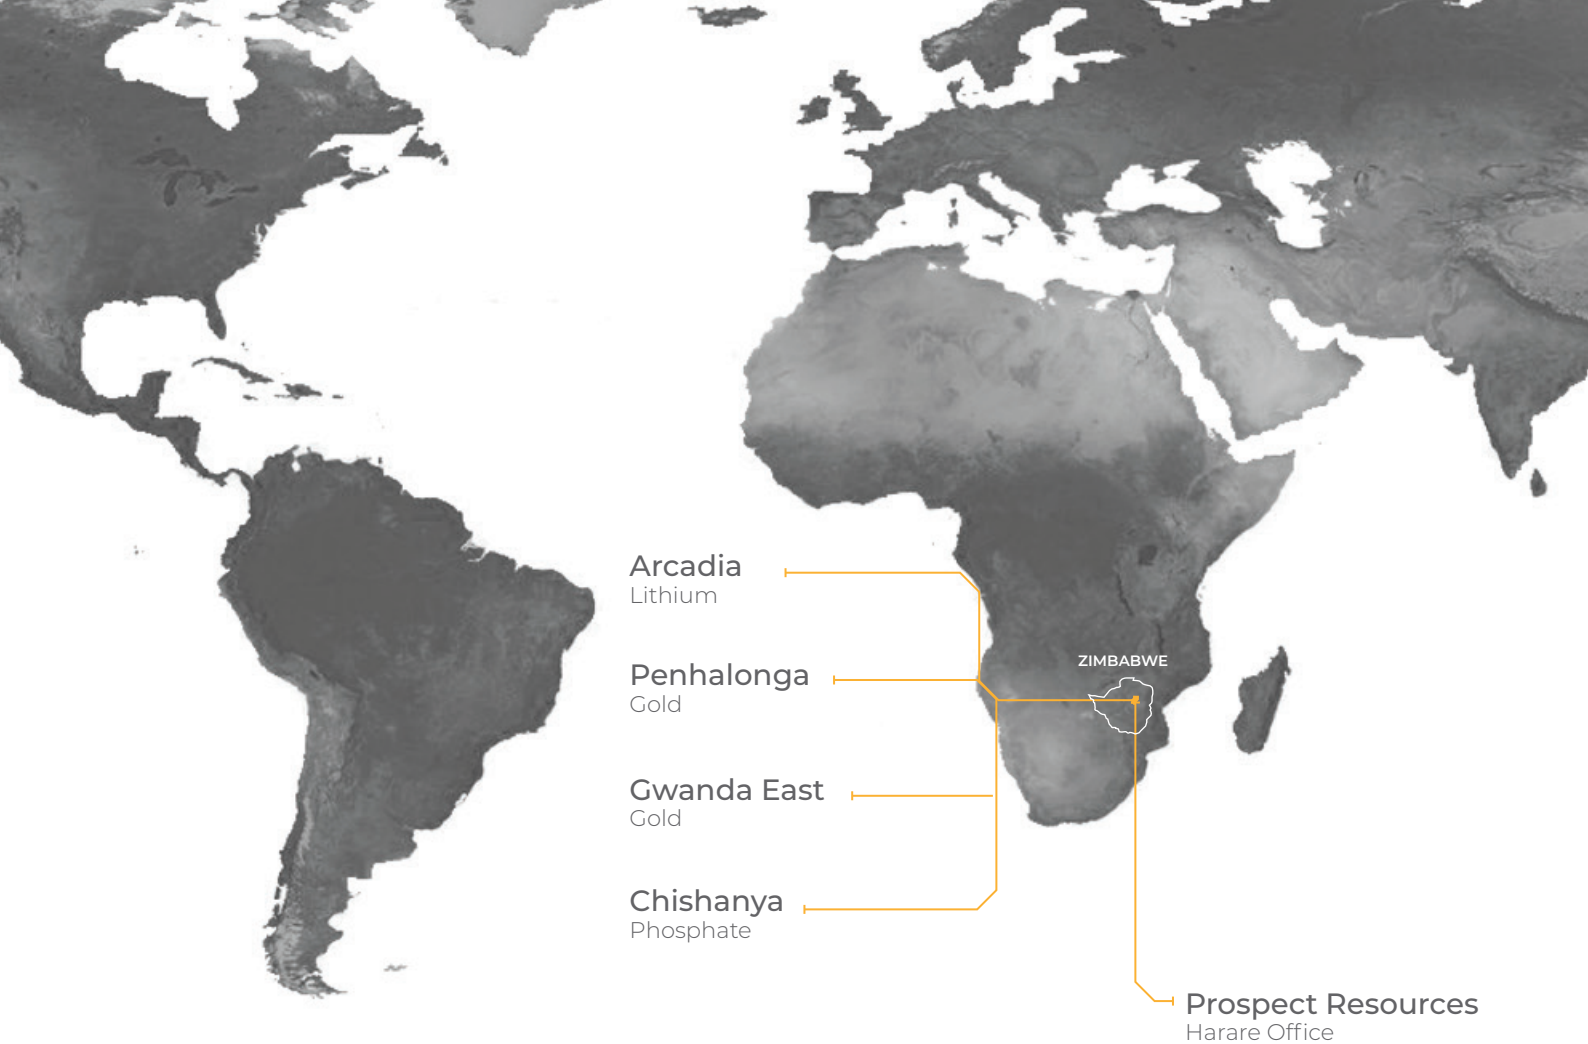 Arcadia
Lithium
ZIMBABWE
Penhalonga
Gold
Gwanda East
Gold
Chishanya
Phosphate
Prospect Resources
Harare Office